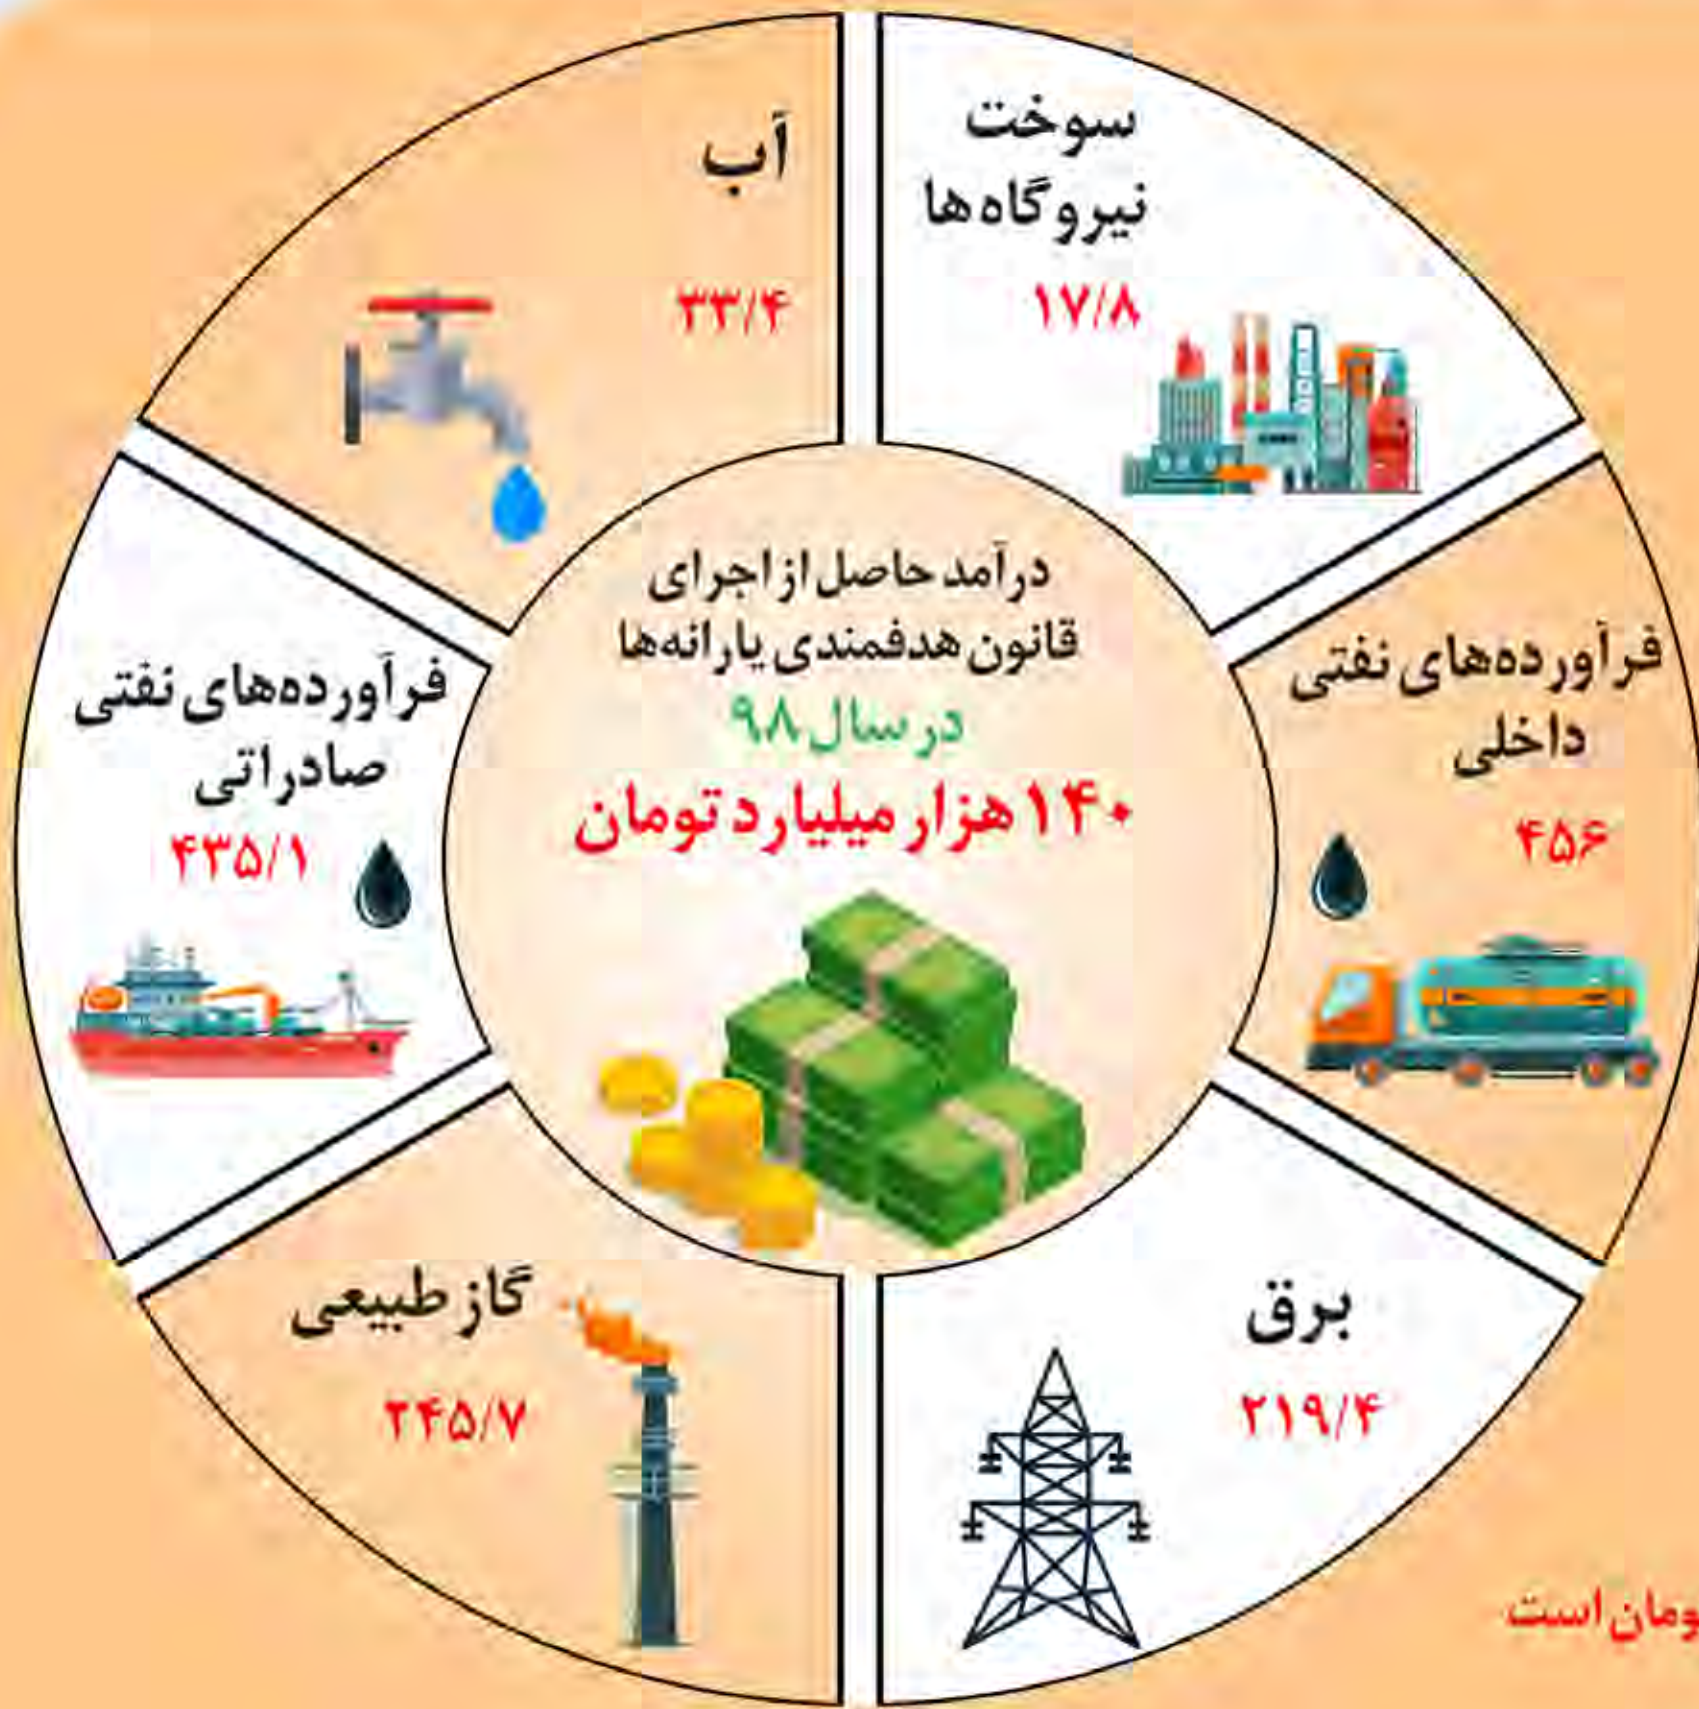 سوخت
نیروگاه‌ها
۱۷/۸
آب
۳۳/۴
درآمد حاصل از اجرای
قانون هدفمندی یارانه‌ها
در سال ۹۸
۱۴۰ هزار میلیارد تومان
فرآورده‌های نفتی
داخلی
۴۵۶
فرآورده‌های نفتی
صادراتی
۴۳۵/۱
برق
۲۱۹/۴
گاز طبیعی
۲۴۵/۷
است